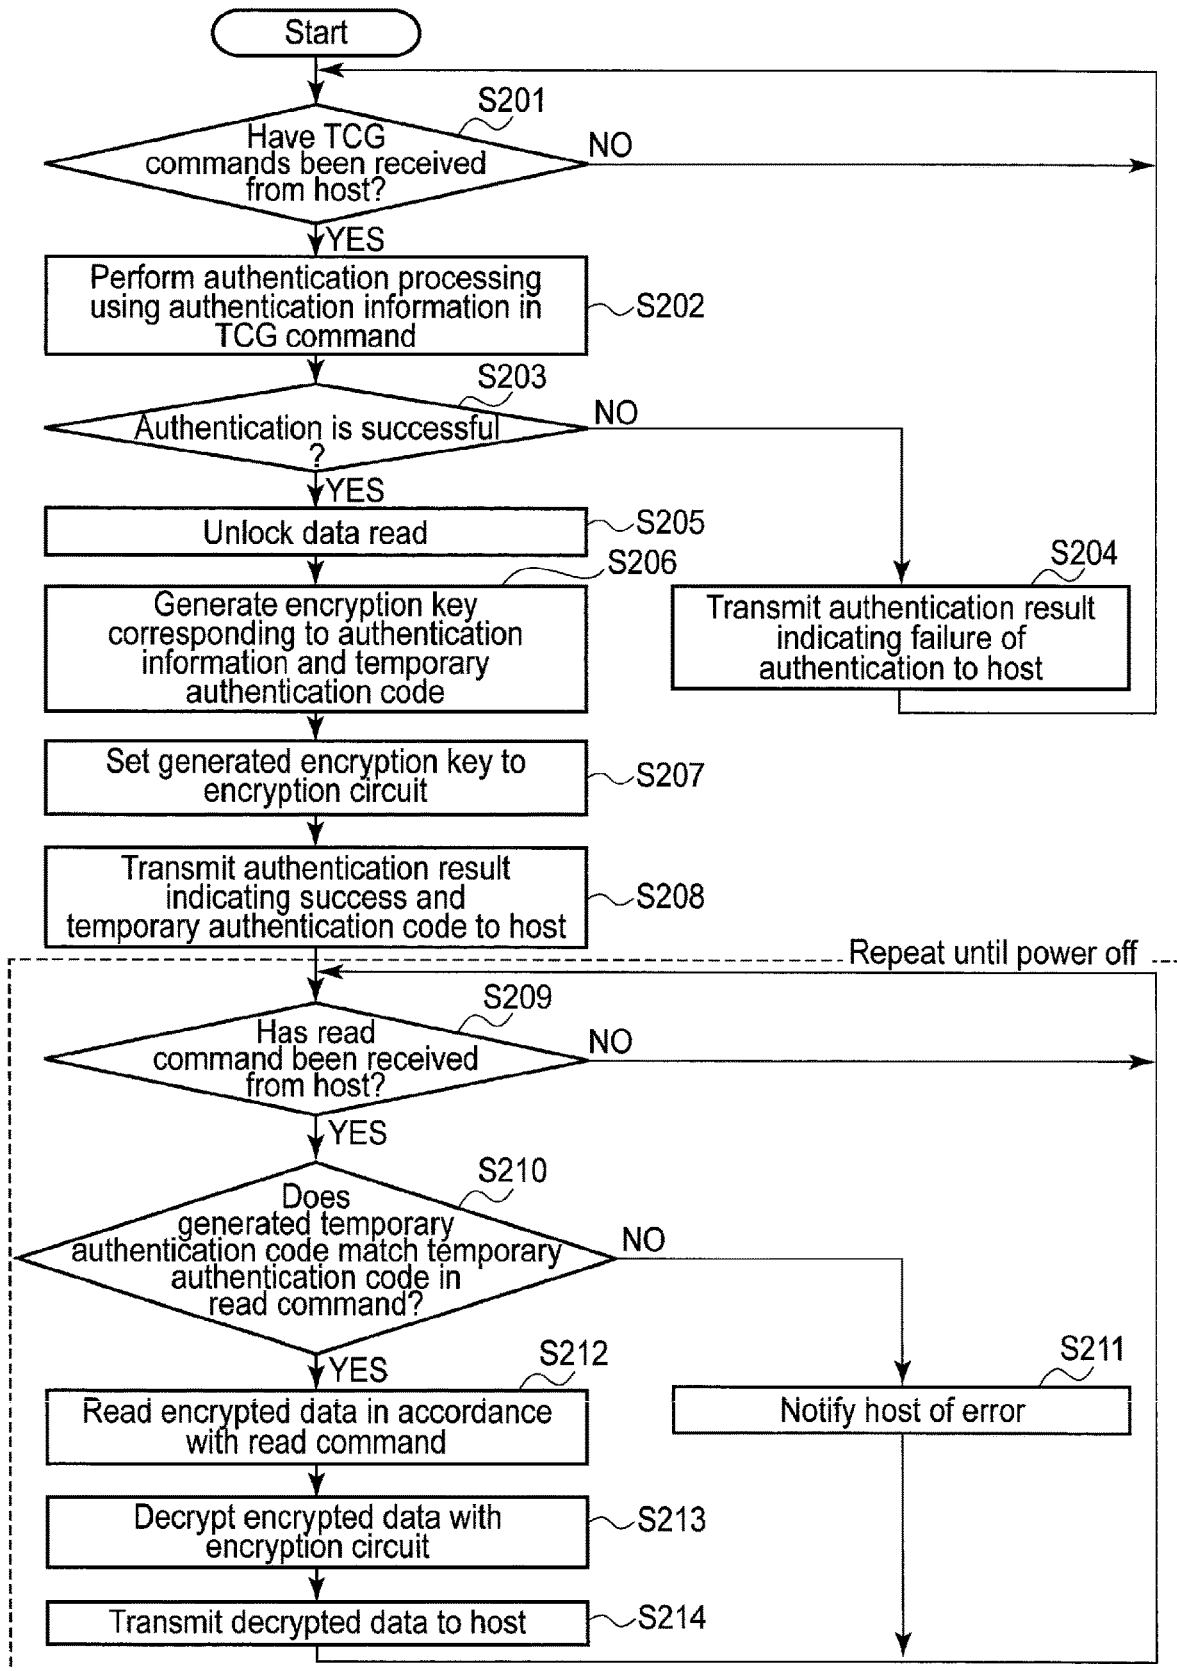 Start
S201
Have TCG
commands been received
from host?
NO
YES
Perform authentication processing
using authentication information in
TCG command
S202
S203
Authentication is successful
?
NO
YES
Unlock data read
S205
S206
Generate encryption key
corresponding to authentication
information and temporary
authentication code
S204
Transmit authentication result
indicating failure of
authentication to host
Set generated encryption key to
encryption circuit
S207
Transmit authentication result
indicating success and
temporary authentication code to host
S208
Repeat until power off
S209
Has read
command been received
from host?
NO
YES
S210
Does
generated temporary
authentication code match temporary
authentication code in
read command?
NO
YES
S212
Read encrypted data in accordance
with read command
S211
Notify host of error
Decrypt encrypted data with
encryption circuit
S213
Transmit decrypted data to host
S214